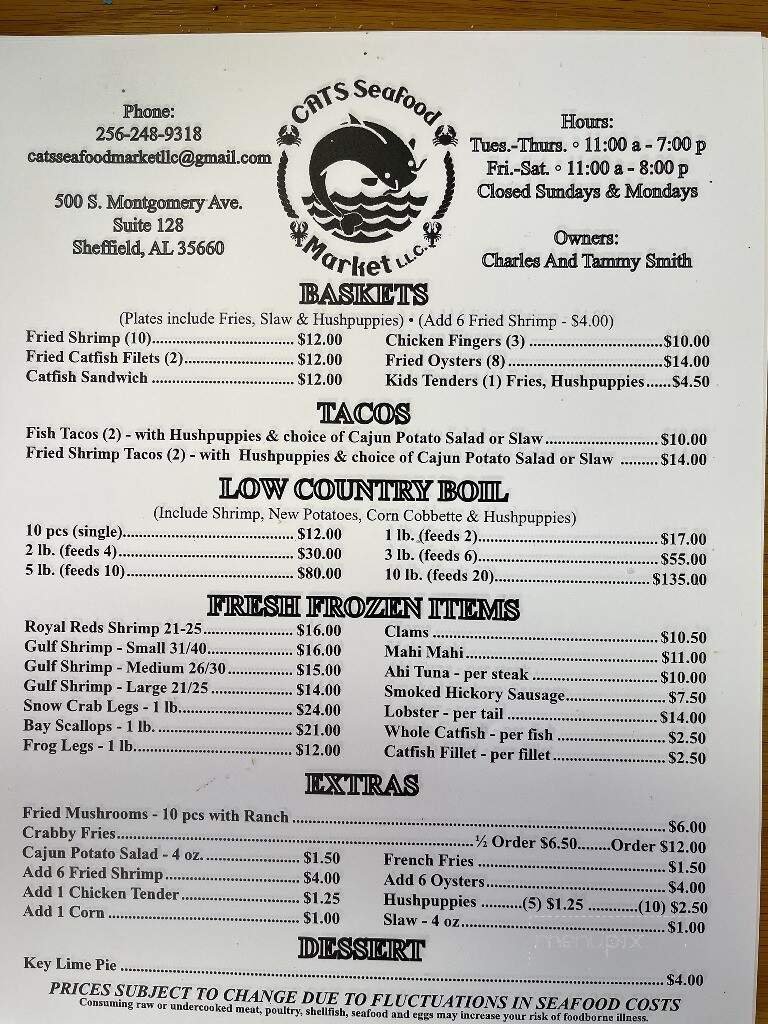 Phone:
256-248-9318
catsseafoodmarketllc@gmail.com
500 S. Montgomery Ave.
Suite 128
Sheffield, AL 35660
CATS Seafood
Market L.L.C.
Hours:
Tues.-Thurs. ◦ 11:00 a - 7:00 p
Fri.-Sat. ◦ 11:00 a - 8:00 p
Closed Sundays & Mondays
Owners:
Charles And Tammy Smith
BASKETS
(Plates include Fries, Slaw & Hushpuppies) • (Add 6 Fried Shrimp - $4.00)
Fried Shrimp (10)................................ $12.00
Fried Catfish Filets (2)......................... $12.00
Catfish Sandwich ................................ $12.00
Chicken Fingers (3) ..............................$10.00
Fried Oysters (8) ...................................$14.00
Kids Tenders (1) Fries, Hushpuppies......$4.50
TACOS
Fish Tacos (2) - with Hushpuppies & choice of Cajun Potato Salad or Slaw......................... $10.00
Fried Shrimp Tacos (2) - with Hushpuppies & choice of Cajun Potato Salad or Slaw ......... $14.00
LOW COUNTRY BOIL
(Include Shrimp, New Potatoes, Corn Cobbette & Hushpuppies)
10 pcs (single)...................................... $12.00
2 lb. (feeds 4)....................................... $30.00
5 lb. (feeds 10)..................................... $80.00
1 lb. (feeds 2)........................................ $17.00
3 lb. (feeds 6)........................................ $55.00
10 lb. (feeds 20)................................... $135.00
FRESH FROZEN ITEMS
Royal Reds Shrimp 21-25.................... $16.00
Gulf Shrimp - Small 31/40................... $16.00
Gulf Shrimp - Medium 26/30............... $15.00
Gulf Shrimp - Large 21/25 .................. $14.00
Snow Crab Legs - 1 lb.......................... $24.00
Bay Scallops - 1 lb. .............................. $21.00
Frog Legs - 1 lb.................................... $12.00
Clams ................................................... $10.50
Mahi Mahi............................................ $11.00
Ahi Tuna - per steak ............................ $10.00
Smoked Hickory Sausage...................... $7.50
Lobster - per tail .................................. $14.00
Whole Catfish - per fish ........................ $2.50
Catfish Fillet - per fillet......................... $2.50
EXTRAS
Fried Mushrooms - 10 pcs with Ranch ................................................................................... $6.00
Crabby Fries................................................................................½ Order $6.50........Order $12.00
Cajun Potato Salad - 4 oz...................... $1.50
Add 6 Fried Shrimp............................... $4.00
Add 1 Chicken Tender........................... $1.25
Add 1 Corn ........................................... $1.00
French Fries .......................................... $1.50
Add 6 Oysters........................................ $4.00
Hushpuppies .........(5) $1.25 ...........(10) $2.50
Slaw - 4 oz.............................................. $1.00
menupix
DESSERT
Key Lime Pie ........................................................................................................................... $4.00
PRICES SUBJECT TO CHANGE DUE TO FLUCTUATIONS IN SEAFOOD COSTS
Consuming raw or undercooked meat, poultry, shellfish, seafood and eggs may increase your risk of foodborne illness.